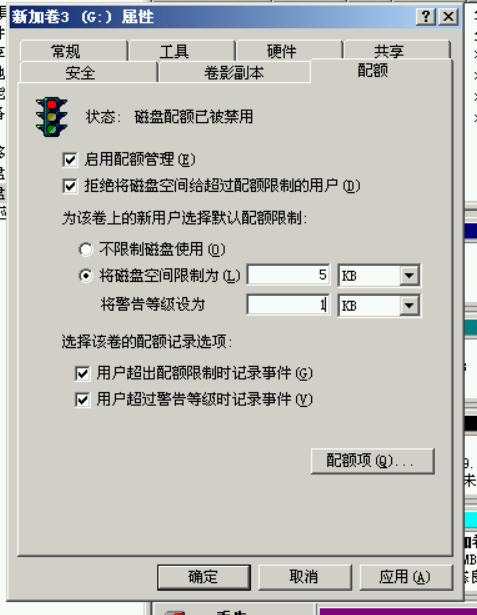 新加卷3 (G:) 属性
常规 工具 硬件 共享
安全 卷影副本 配额
状态: 磁盘配额已被禁用
启用配额管理(E)
拒绝将磁盘空间给超过配额限制的用户(D)
为该卷上的新用户选择默认配额限制:
不限制磁盘使用(O)
将磁盘空间限制为(L) 5 KB
将警告等级设为 1 KB
选择该卷的配额记录选项:
用户超出配额限制时记录事件(G)
用户超过警告等级时记录事件(V)
配额项(Q)...
确定 取消 应用(A)